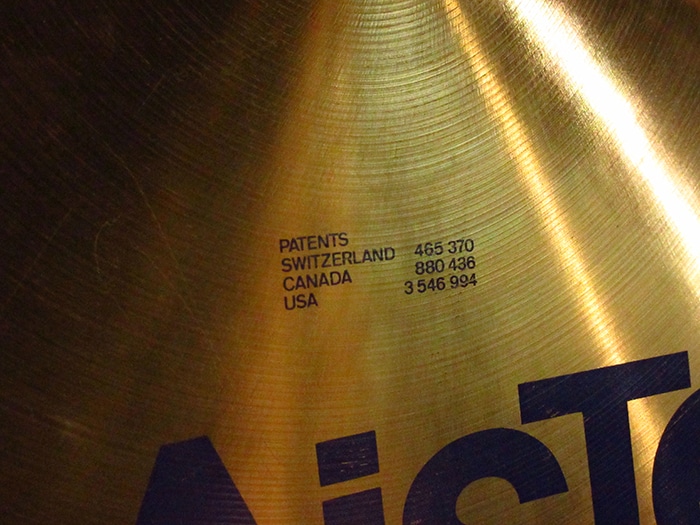 PATENTS
SWITZERLAND 465 370
CANADA 880 436
USA 3 546 994